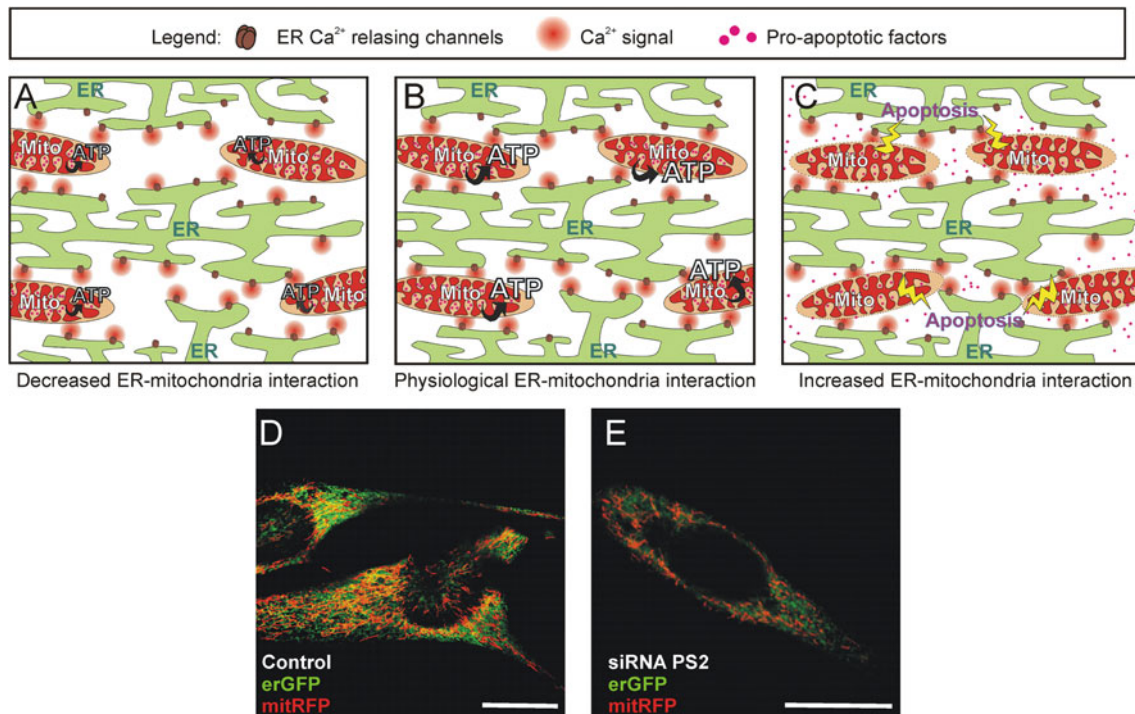 Legend: ER Ca²⁺ relasing channels Ca²⁺ signal Pro-apoptotic factors
A
ER
Mito
ATP
ATP
Mito
ER
Mito
ATP
ATP
Mito
ER
Decreased ER-mitochondria interaction
B
ER
Mito
ATP
Mito
ATP
ER
Mito
ATP
ATP
Mito
ER
Physiological ER-mitochondria interaction
C
ER
Apoptosis
Mito
Mito
ER
Mito
Mito
Apoptosis
ER
Increased ER-mitochondria interaction
D
Control
erGFP
mitRFP
E
siRNA PS2
erGFP
mitRFP